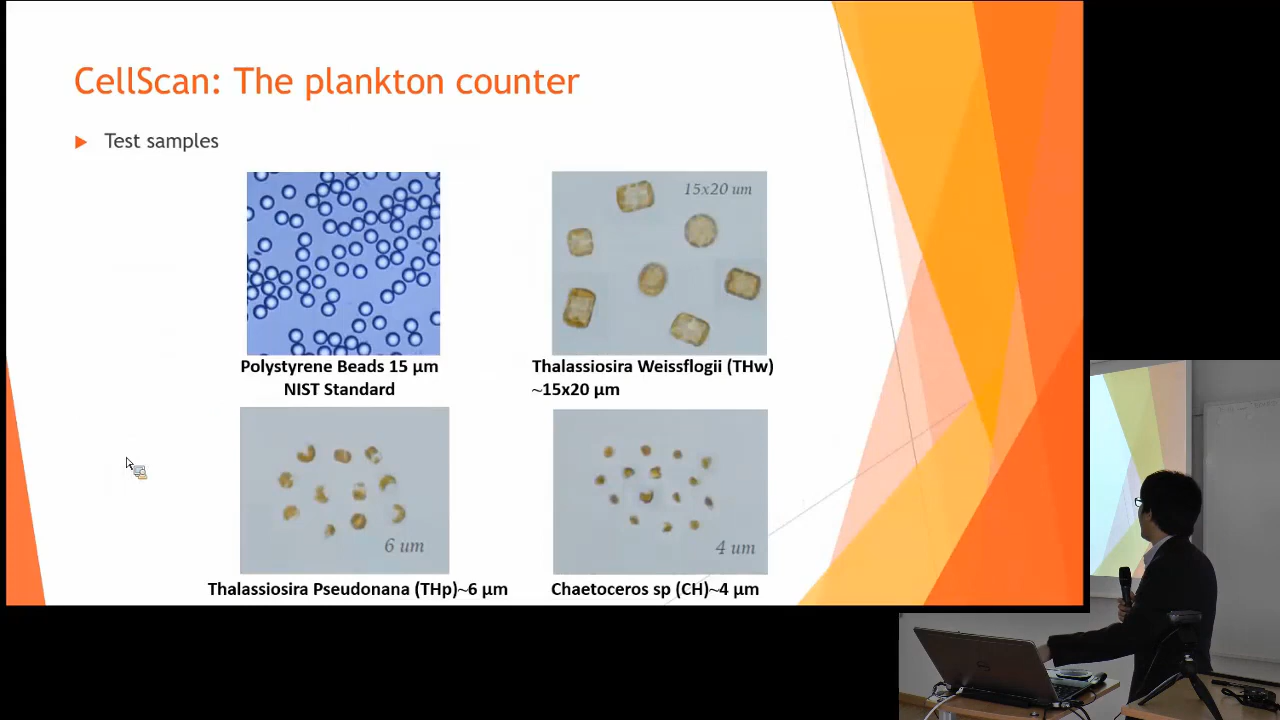 CellScan: The plankton counter
Test samples
15x20 um
Polystyrene Beads 15 µm
NIST Standard
Thalassiosira Weissflogii (THw)
~15x20 µm
6 um
4 um
Thalassiosira Pseudonana (THp)~6 µm
Chaetoceros sp (CH)~4 µm